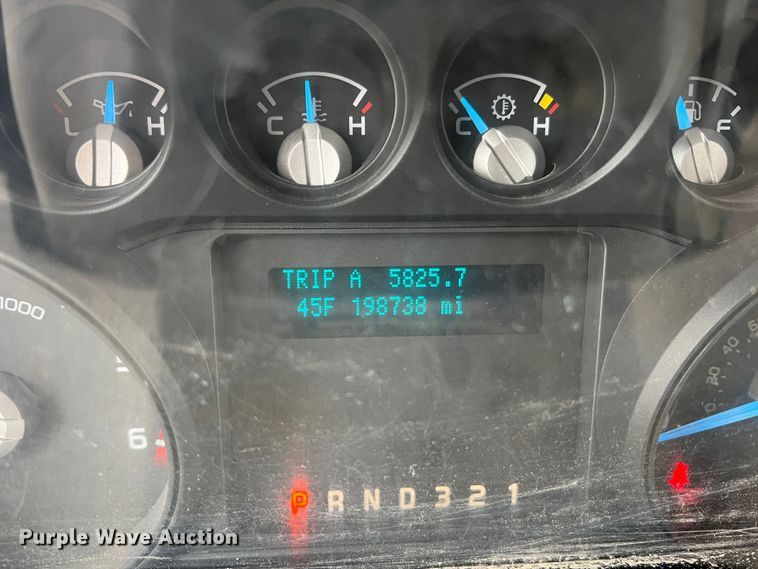 L H
C H
C H
F
TRIP A 5825.7
45F 198738 mi
1000
6
20 40
P R N D 3 2 1
Purple Wave Auction®